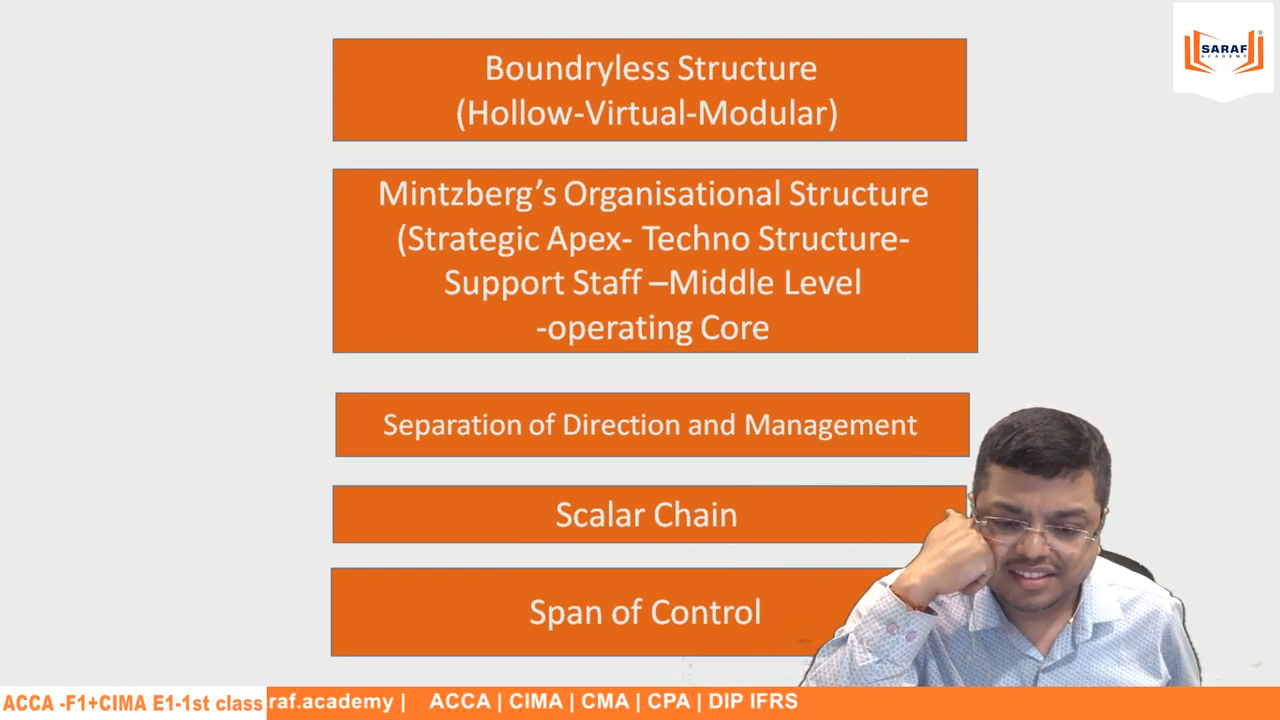 SARAF
ACADEMY
Boundryless Structure
(Hollow-Virtual-Modular)
Mintzberg’s Organisational Structure
(Strategic Apex- Techno Structure-
Support Staff –Middle Level
-operating Core
Separation of Direction and Management
Scalar Chain
Span of Control
ACCA -F1+CIMA E1-1st class
raf.academy | ACCA | CIMA | CMA | CPA | DIP IFRS